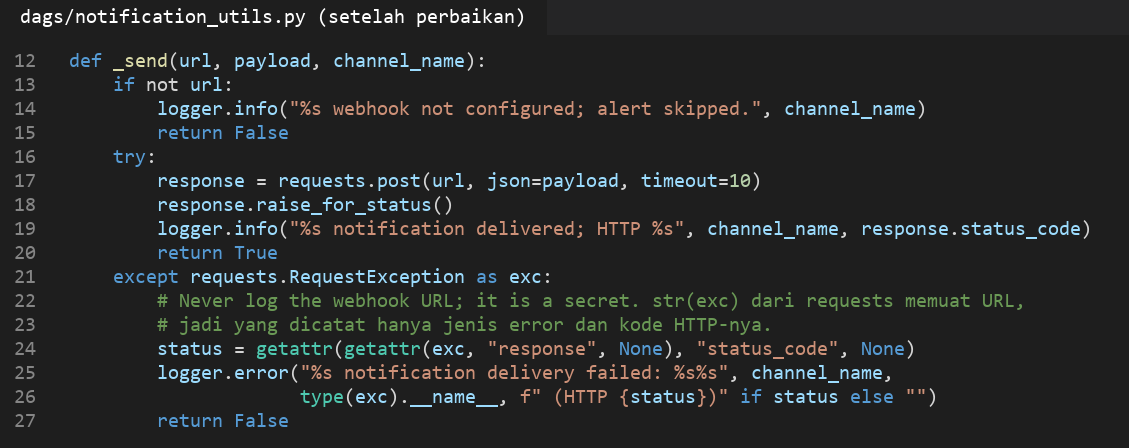 dags/notification_utils.py (setelah perbaikan)
12 def _send(url, payload, channel_name):
13     if not url:
14         logger.info("%s webhook not configured; alert skipped.", channel_name)
15         return False
16     try:
17         response = requests.post(url, json=payload, timeout=10)
18         response.raise_for_status()
19         logger.info("%s notification delivered; HTTP %s", channel_name, response.status_code)
20         return True
21     except requests.RequestException as exc:
22         # Never log the webhook URL; it is a secret. str(exc) dari requests memuat URL,
23         # jadi yang dicatat hanya jenis error dan kode HTTP-nya.
24         status = getattr(getattr(exc, "response", None), "status_code", None)
25         logger.error("%s notification delivery failed: %s%s", channel_name,
26                      type(exc).__name__, f" (HTTP {status})" if status else "")
27         return False